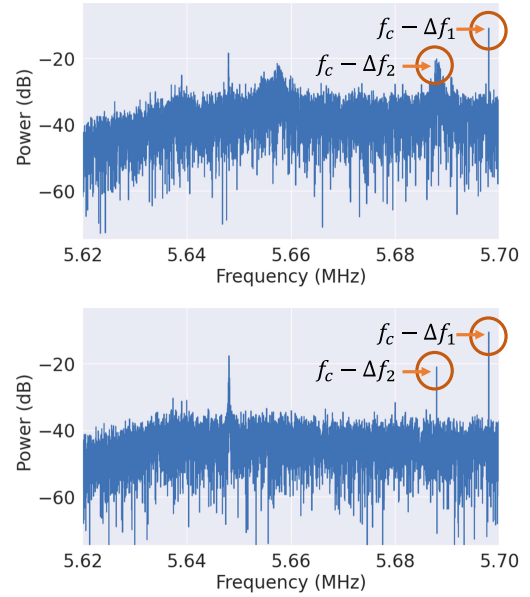 f_c − Δf_1
−20
f_c − Δf_2
−40
−60
Power (dB)
5.62 5.64 5.66 5.68 5.70
Frequency (MHz)
f_c − Δf_1
−20
f_c − Δf_2
−40
−60
Power (dB)
5.62 5.64 5.66 5.68 5.70
Frequency (MHz)